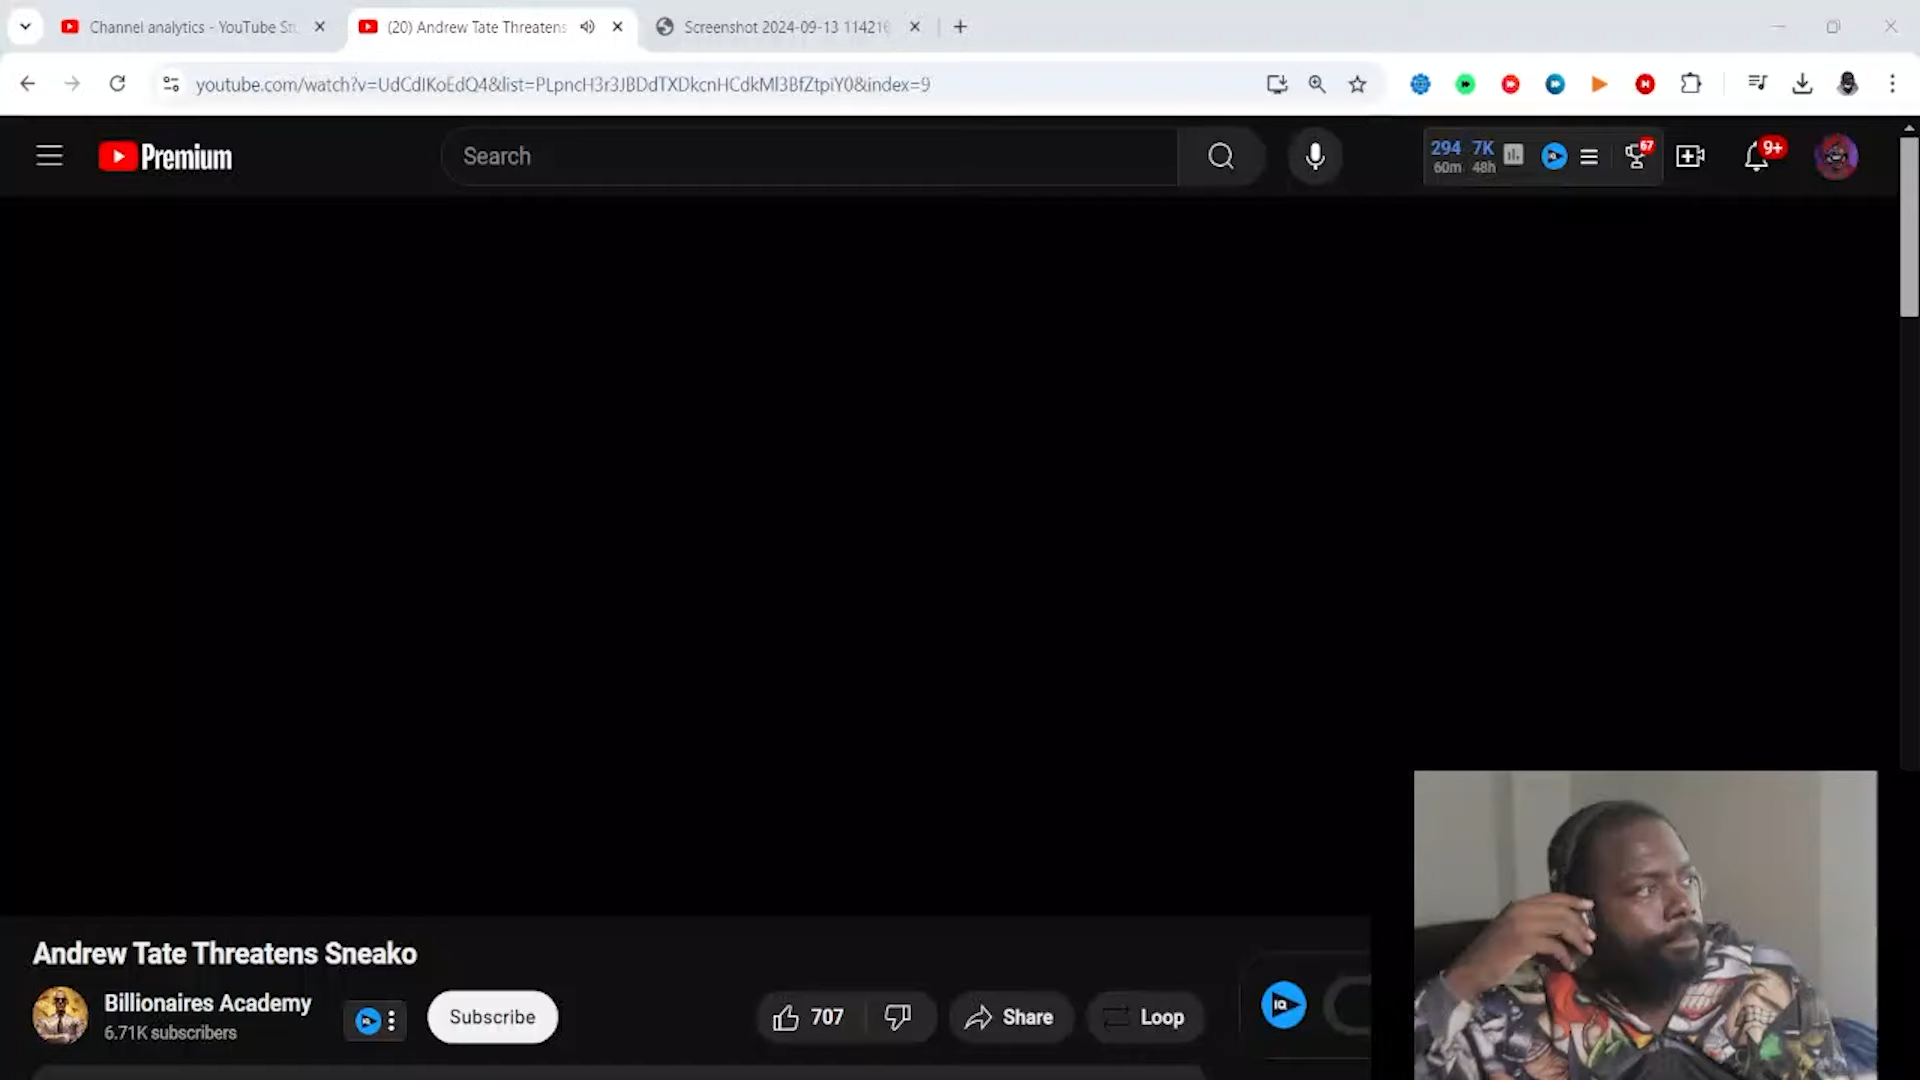 Channel analytics - YouTube St
(20) Andrew Tate Threatens
Screenshot 2024-09-13 114216
youtube.com/watch?v=UdCdIKoEdQ4&list=PLpncH3r3JBDdTXDkcnHCdkMl3BfZtpiY0&index=9
Premium
Search
294 7K
60m 48h
67
9+
Andrew Tate Threatens Sneako
Billionaires Academy
6.71K subscribers
Subscribe
707
Share
Loop
IQ